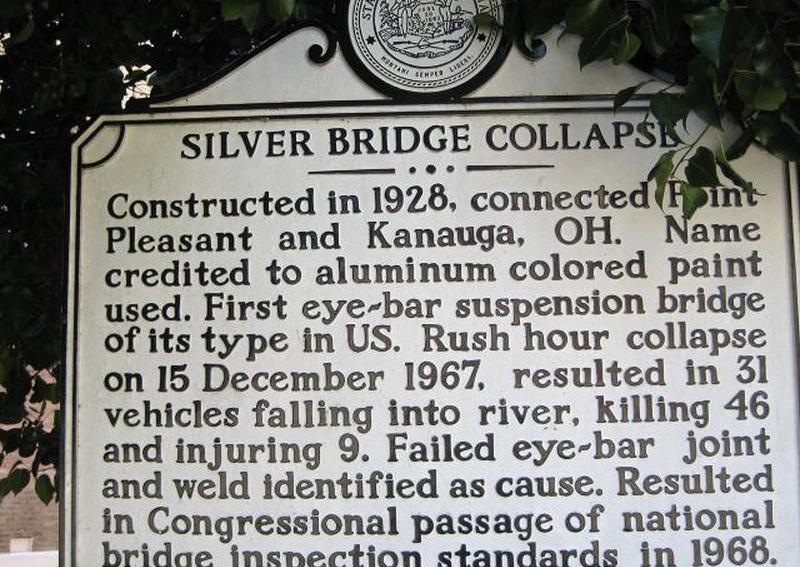 MONTANI SEMPER LIBERI
SILVER BRIDGE COLLAPSE
Constructed in 1928, connected Point
Pleasant and Kanauga, OH. Name
credited to aluminum colored paint
used. First eye-bar suspension bridge
of its type in US. Rush hour collapse
on 15 December 1967, resulted in 31
vehicles falling into river, killing 46
and injuring 9. Failed eye-bar joint
and weld identified as cause. Resulted
in Congressional passage of national
bridge inspection standards in 1968.